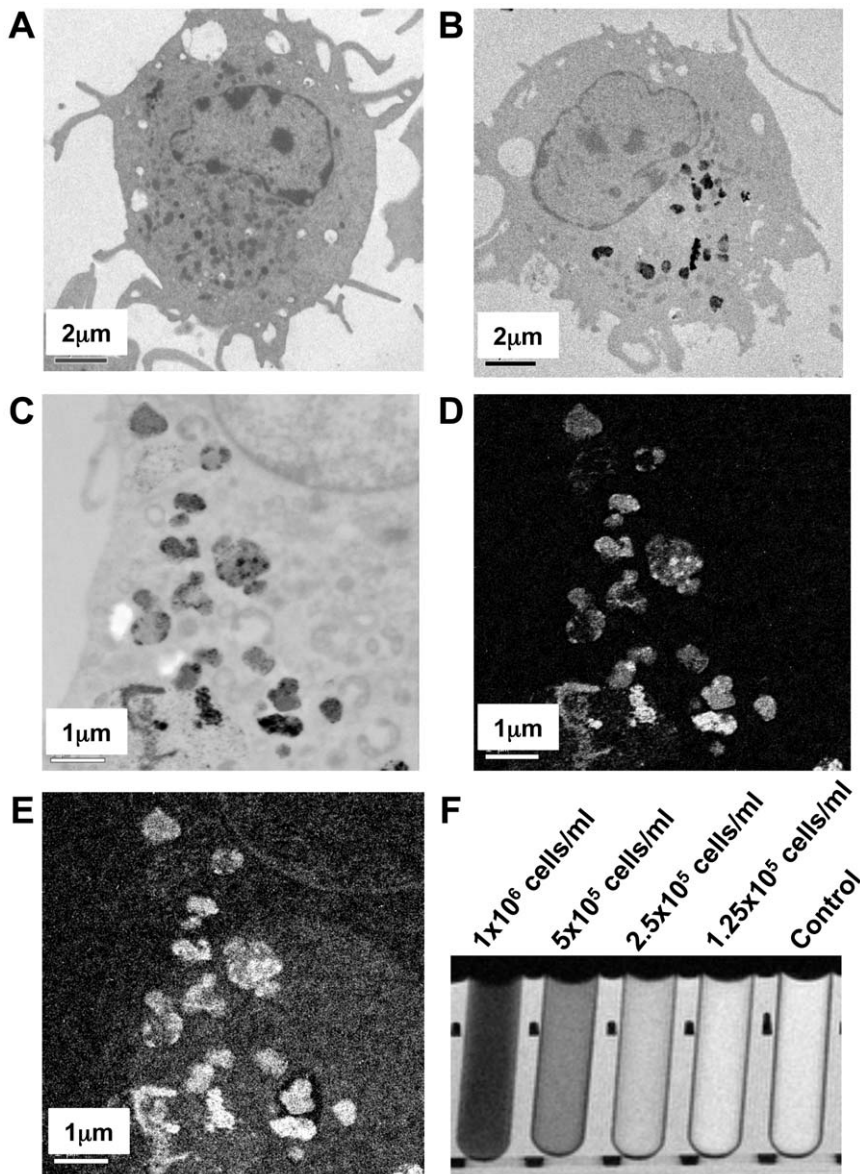 A
B
2μm
2μm
C
D
1μm
1μm
E
F
1x10⁶ cells/ml
5x10⁵ cells/ml
2.5x10⁵ cells/ml
1.25x10⁵ cells/ml
Control
1μm